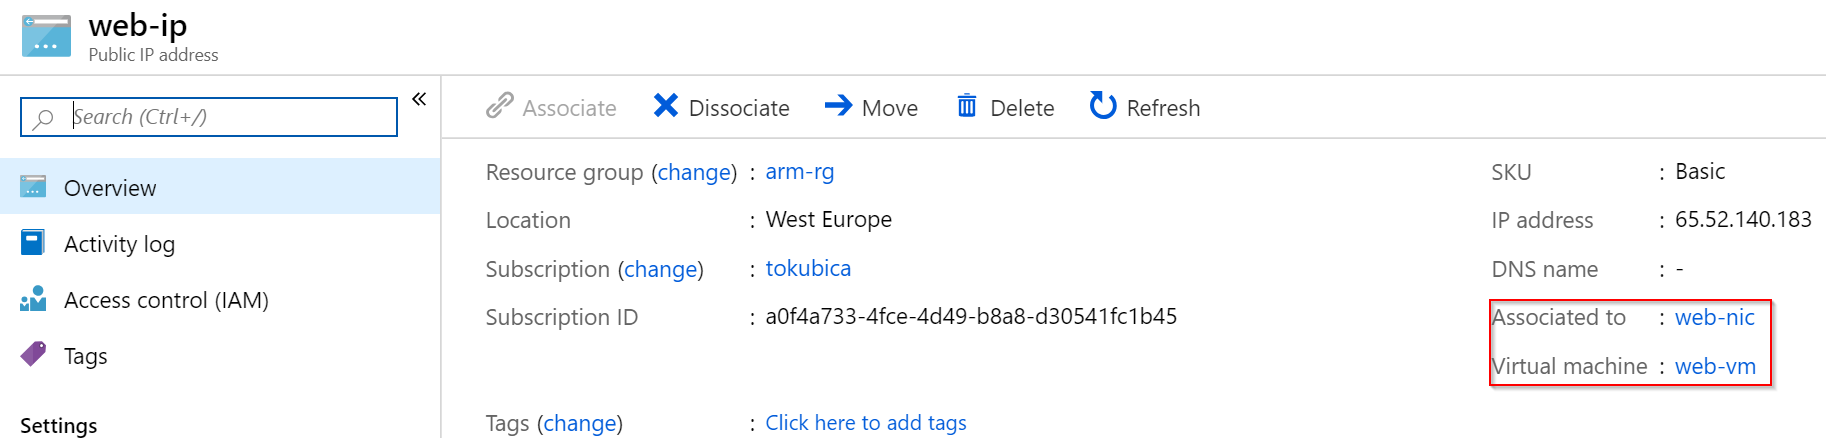 web-ip
Public IP address
Search (Ctrl+/)
«
Overview
Activity log
Access control (IAM)
Tags
Settings
Associate Dissociate Move Delete Refresh
Resource group (change) : arm-rg
Location : West Europe
Subscription (change) : tokubica
Subscription ID : a0f4a733-4fce-4d49-b8a8-d30541fc1b45
Tags (change) : Click here to add tags
SKU : Basic
IP address : 65.52.140.183
DNS name : -
Associated to : web-nic
Virtual machine : web-vm